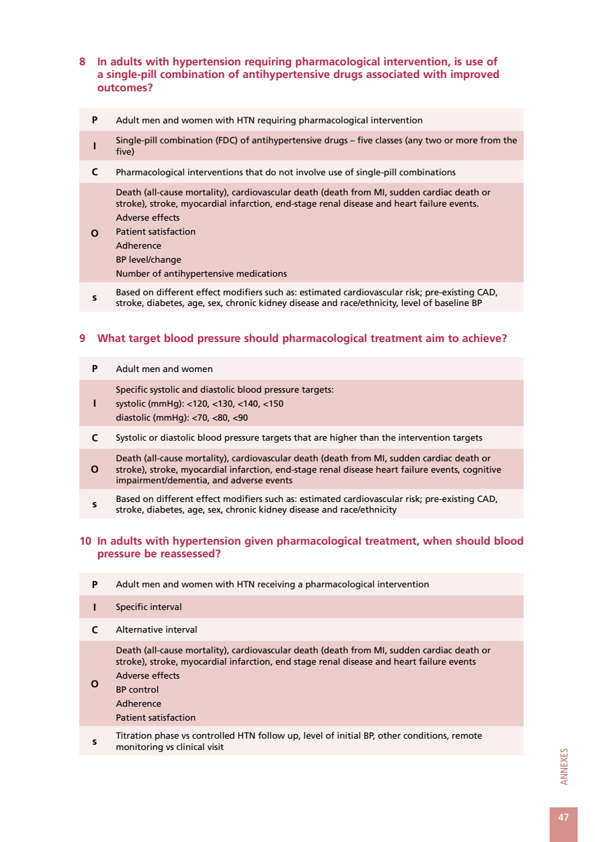 8 In adults with hypertension requiring pharmacological intervention, is use of
a single-pill combination of antihypertensive drugs associated with improved
outcomes?
P Adult men and women with HTN requiring pharmacological intervention
I Single-pill combination (FDC) of antihypertensive drugs – five classes (any two or more from the
five)
C Pharmacological interventions that do not involve use of single-pill combinations
O Death (all-cause mortality), cardiovascular death (death from MI, sudden cardiac death or
stroke), stroke, myocardial infarction, end-stage renal disease and heart failure events.
Adverse effects
Patient satisfaction
Adherence
BP level/change
Number of antihypertensive medications
s Based on different effect modifiers such as: estimated cardiovascular risk; pre-existing CAD,
stroke, diabetes, age, sex, chronic kidney disease and race/ethnicity, level of baseline BP
9 What target blood pressure should pharmacological treatment aim to achieve?
P Adult men and women
I Specific systolic and diastolic blood pressure targets:
systolic (mmHg): <120, <130, <140, <150
diastolic (mmHg): <70, <80, <90
C Systolic or diastolic blood pressure targets that are higher than the intervention targets
O Death (all-cause mortality), cardiovascular death (death from MI, sudden cardiac death or
stroke), stroke, myocardial infarction, end-stage renal disease heart failure events, cognitive
impairment/dementia, and adverse events
s Based on different effect modifiers such as: estimated cardiovascular risk; pre-existing CAD,
stroke, diabetes, age, sex, chronic kidney disease and race/ethnicity
10 In adults with hypertension given pharmacological treatment, when should blood
pressure be reassessed?
P Adult men and women with HTN receiving a pharmacological intervention
I Specific interval
C Alternative interval
O Death (all-cause mortality), cardiovascular death (death from MI, sudden cardiac death or
stroke), stroke, myocardial infarction, end stage renal disease and heart failure events
Adverse effects
BP control
Adherence
Patient satisfaction
s Titration phase vs controlled HTN follow up, level of initial BP, other conditions, remote
monitoring vs clinical visit
ANNEXES
47